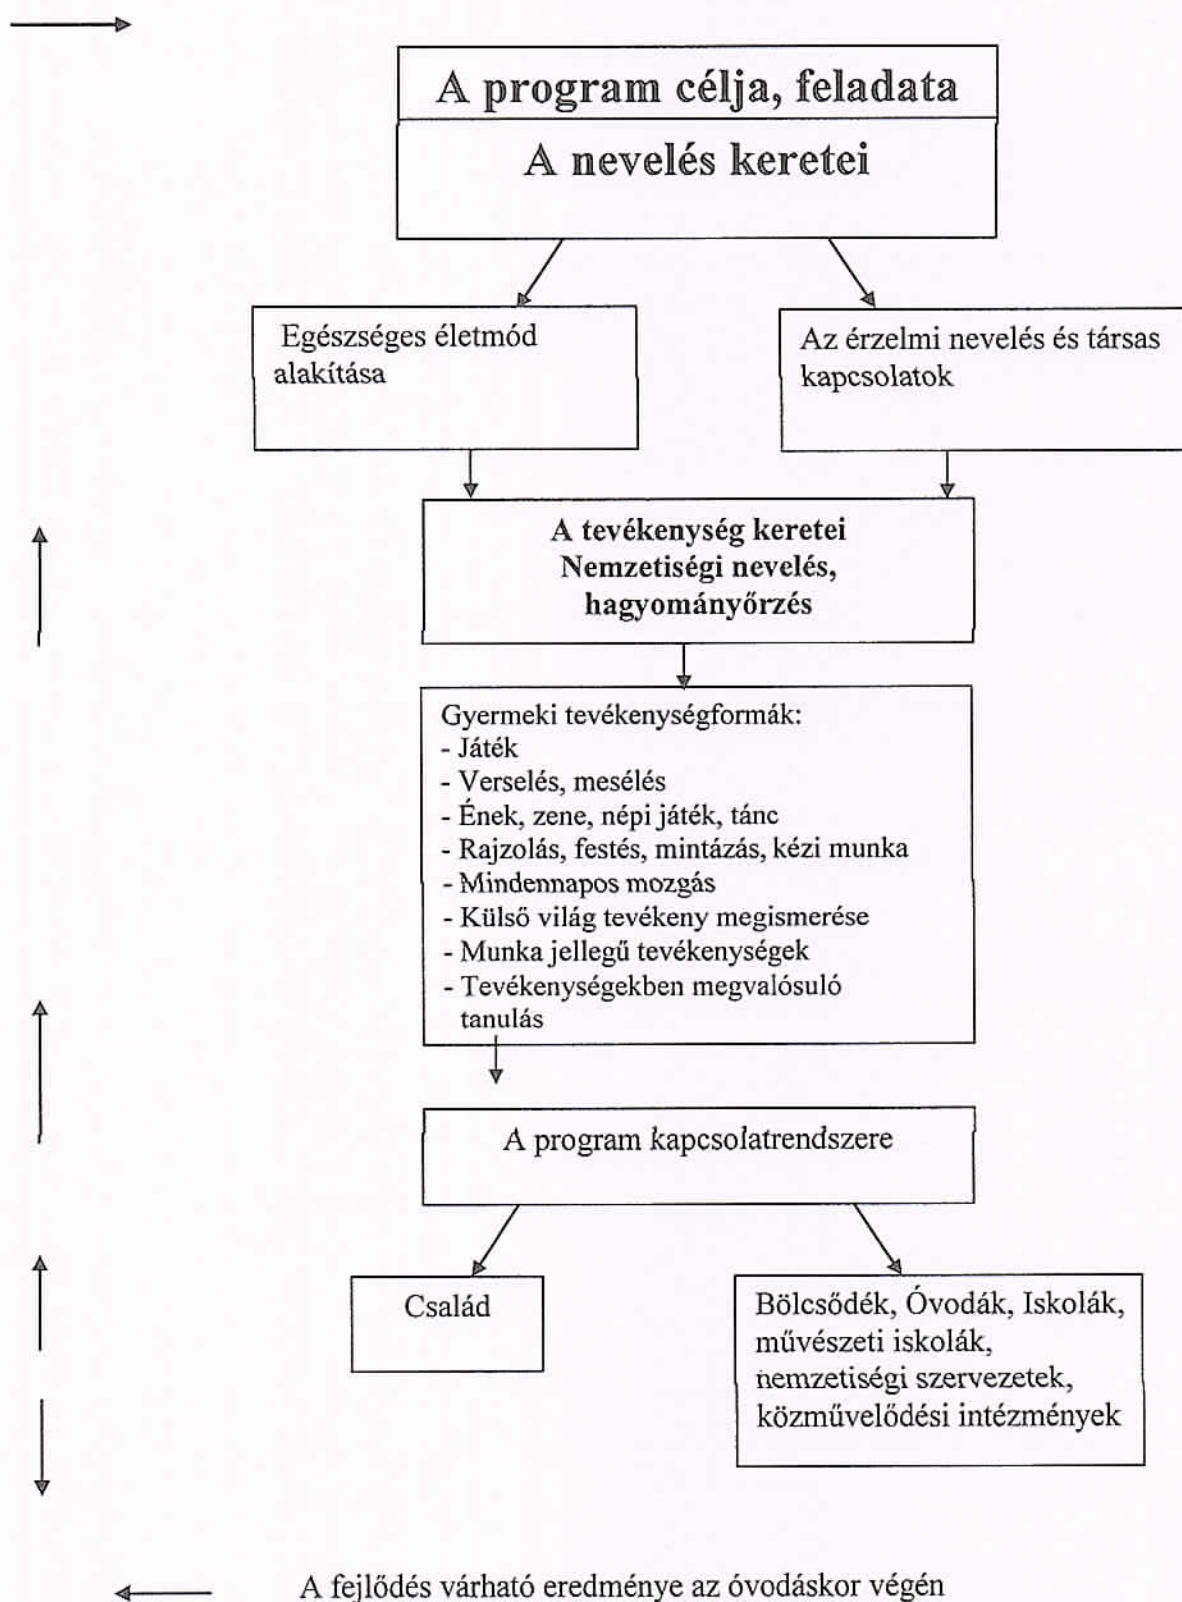 A program célja, feladata
A nevelés keretei
Egészséges életmód
alakítása
Az érzelmi nevelés és társas
kapcsolatok
A tevékenység keretei
Nemzetiségi nevelés,
hagyományőrzés
Gyermeki tevékenységformák:
- Játék
- Verselés, mesélés
- Ének, zene, népi játék, tánc
- Rajzolás, festés, mintázás, kézi munka
- Mindennapos mozgás
- Külső világ tevékeny megismerése
- Munka jellegű tevékenységek
- Tevékenységekben megvalósuló
tanulás
A program kapcsolatrendszere
Család
Bölcsődék, Óvodák, Iskolák,
művészeti iskolák,
nemzetiségi szervezetek,
közművelődési intézmények
A fejlődés várható eredménye az óvodáskor végén